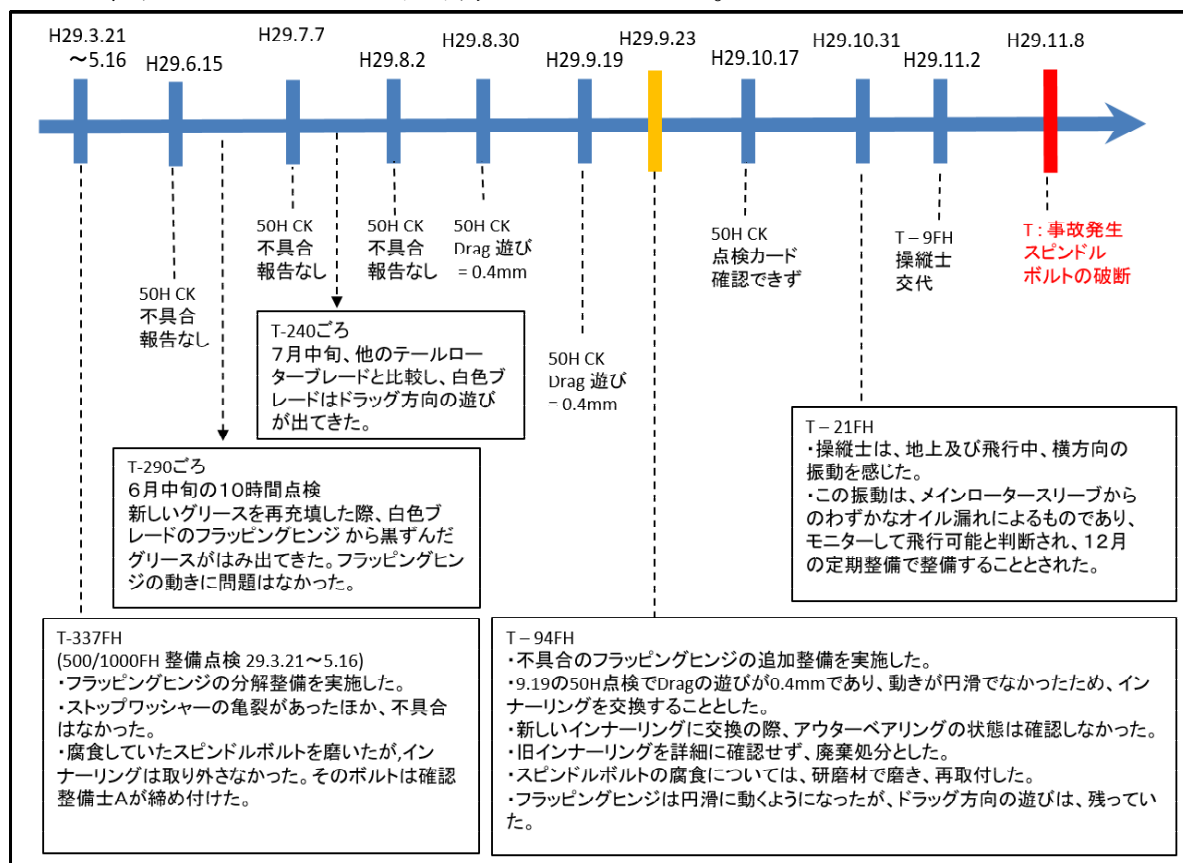 H29.3.21
～5.16
H29.6.15
H29.7.7
H29.8.2
H29.8.30
H29.9.19
H29.9.23
H29.10.17
H29.10.31
H29.11.2
H29.11.8
50H CK
不具合
報告なし
50H CK
不具合
報告なし
50H CK
不具合
報告なし
50H CK
Drag 遊び
= 0.4mm
50H CK
Drag 遊び
= 0.4mm
50H CK
点検カード
確認できず
T－9FH
操縦士
交代
T：事故発生
スピンドル
ボルトの破断
T-240ごろ
7月中旬、他のテールロー
ターブレードと比較し、白色ブ
レードはドラッグ方向の遊び
が出てきた。
T-290ごろ
６月中旬の１０時間点検
新しいグリースを再充填した際、白色ブ
レードのフラッピングヒンジ から黒ずんだ
グリースがはみ出てきた。フラッピングヒン
ジの動きに問題はなかった。
T－21FH
・操縦士は、地上及び飛行中、横方向の
振動を感じた。
・この振動は、メインロータースリーブから
のわずかなオイル漏れによるものであり、
モニターして飛行可能と判断され、１２月
の定期整備で整備することとされた。
T-337FH
(500/1000FH 整備点検 29.3.21～5.16)
・フラッピングヒンジの分解整備を実施した。
・ストップワッシャーの亀裂があったほか、不具合
はなかった。
・腐食していたスピンドルボルトを磨いたが,イン
ナーリングは取り外さなかった。そのボルトは確認
整備士Aが締め付けた。
T－94FH
・不具合のフラッピングヒンジの追加整備を実施した。
・9.19の50H点検でDragの遊びが0.4mmであり、動きが円滑でなかったため、イン
ナーリングを交換することとした。
・新しいインナーリングに交換の際、アウターベアリングの状態は確認しなかった。
・旧インナーリングを詳細に確認せず、廃棄処分とした。
・スピンドルボルトの腐食については、研磨材で磨き、再取付した。
・フラッピングヒンジは円滑に動くようになったが、ドラッグ方向の遊びは、残ってい
た。